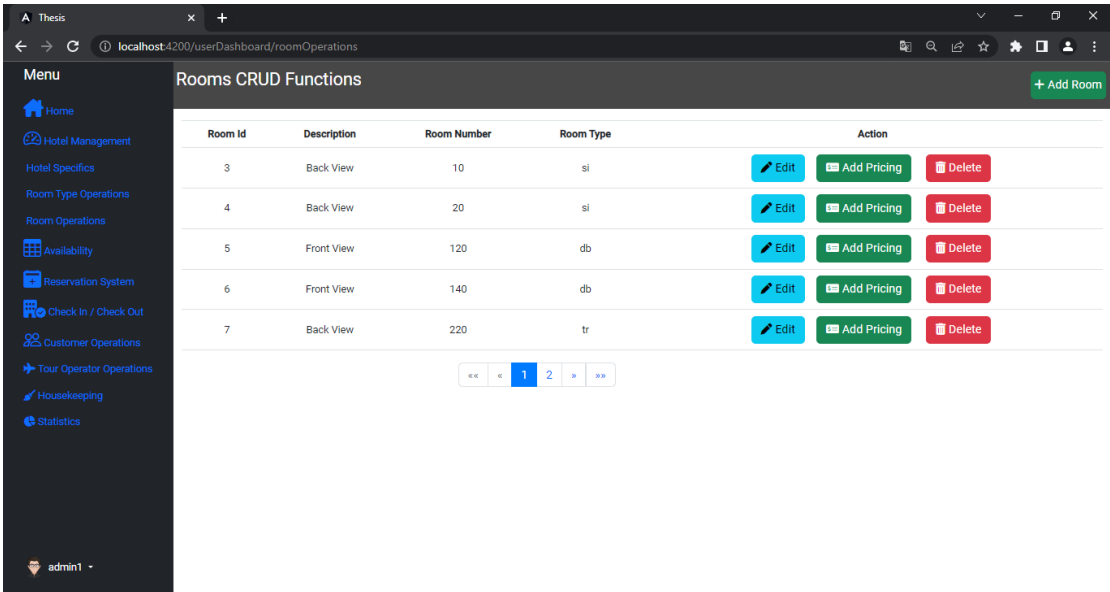 Thesis
localhost:4200/userDashboard/roomOperations
Menu
Home
Hotel Management
Hotel Specifics
Room Type Operations
Room Operations
Availability
Reservation System
Check In / Check Out
Customer Operations
Tour Operator Operations
Housekeeping
Statistics
admin1
Rooms CRUD Functions
+ Add Room
Room Id Description Room Number Room Type Action
3 Back View 10 si Edit Add Pricing Delete
4 Back View 20 si Edit Add Pricing Delete
5 Front View 120 db Edit Add Pricing Delete
6 Front View 140 db Edit Add Pricing Delete
7 Back View 220 tr Edit Add Pricing Delete
«« « 1 2 » »»